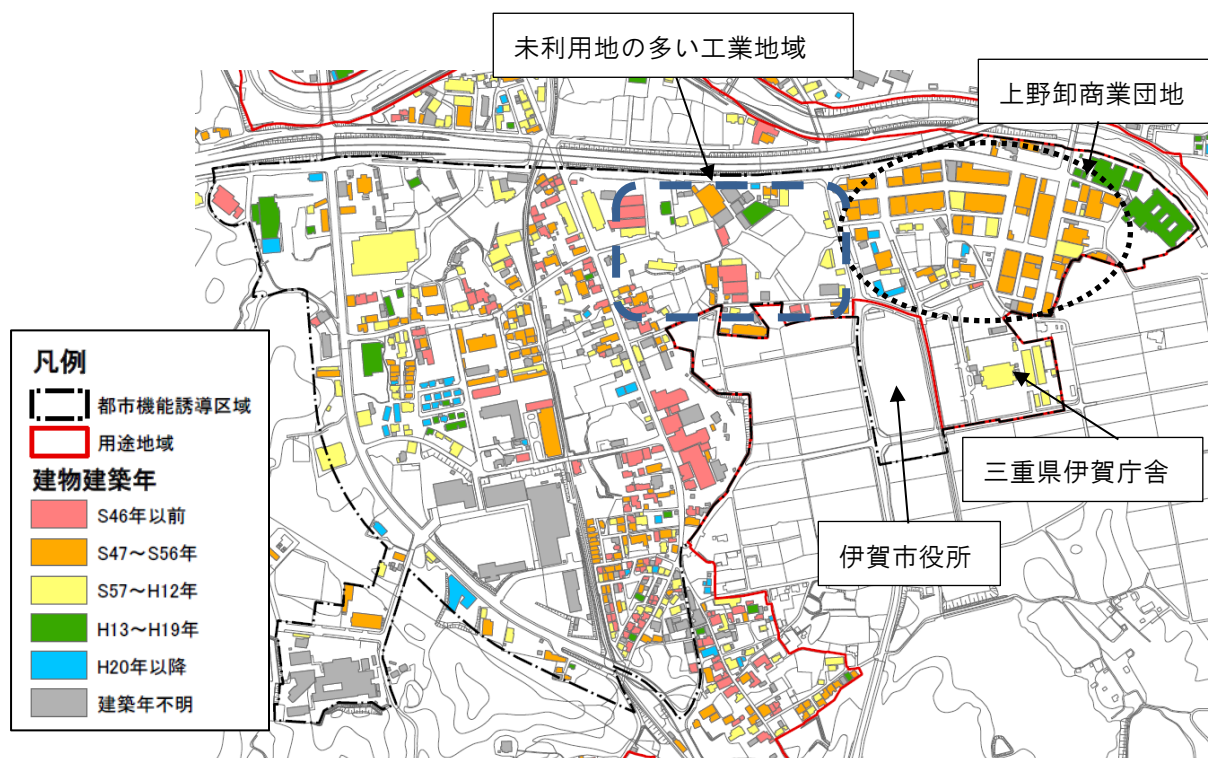 未利用地の多い工業地域
上野卸商業団地
凡例
都市機能誘導区域
用途地域
建物建築年
S46年以前
S47～S56年
S57～H12年
H13～H19年
H20年以降
建築年不明
三重県伊賀庁舎
伊賀市役所